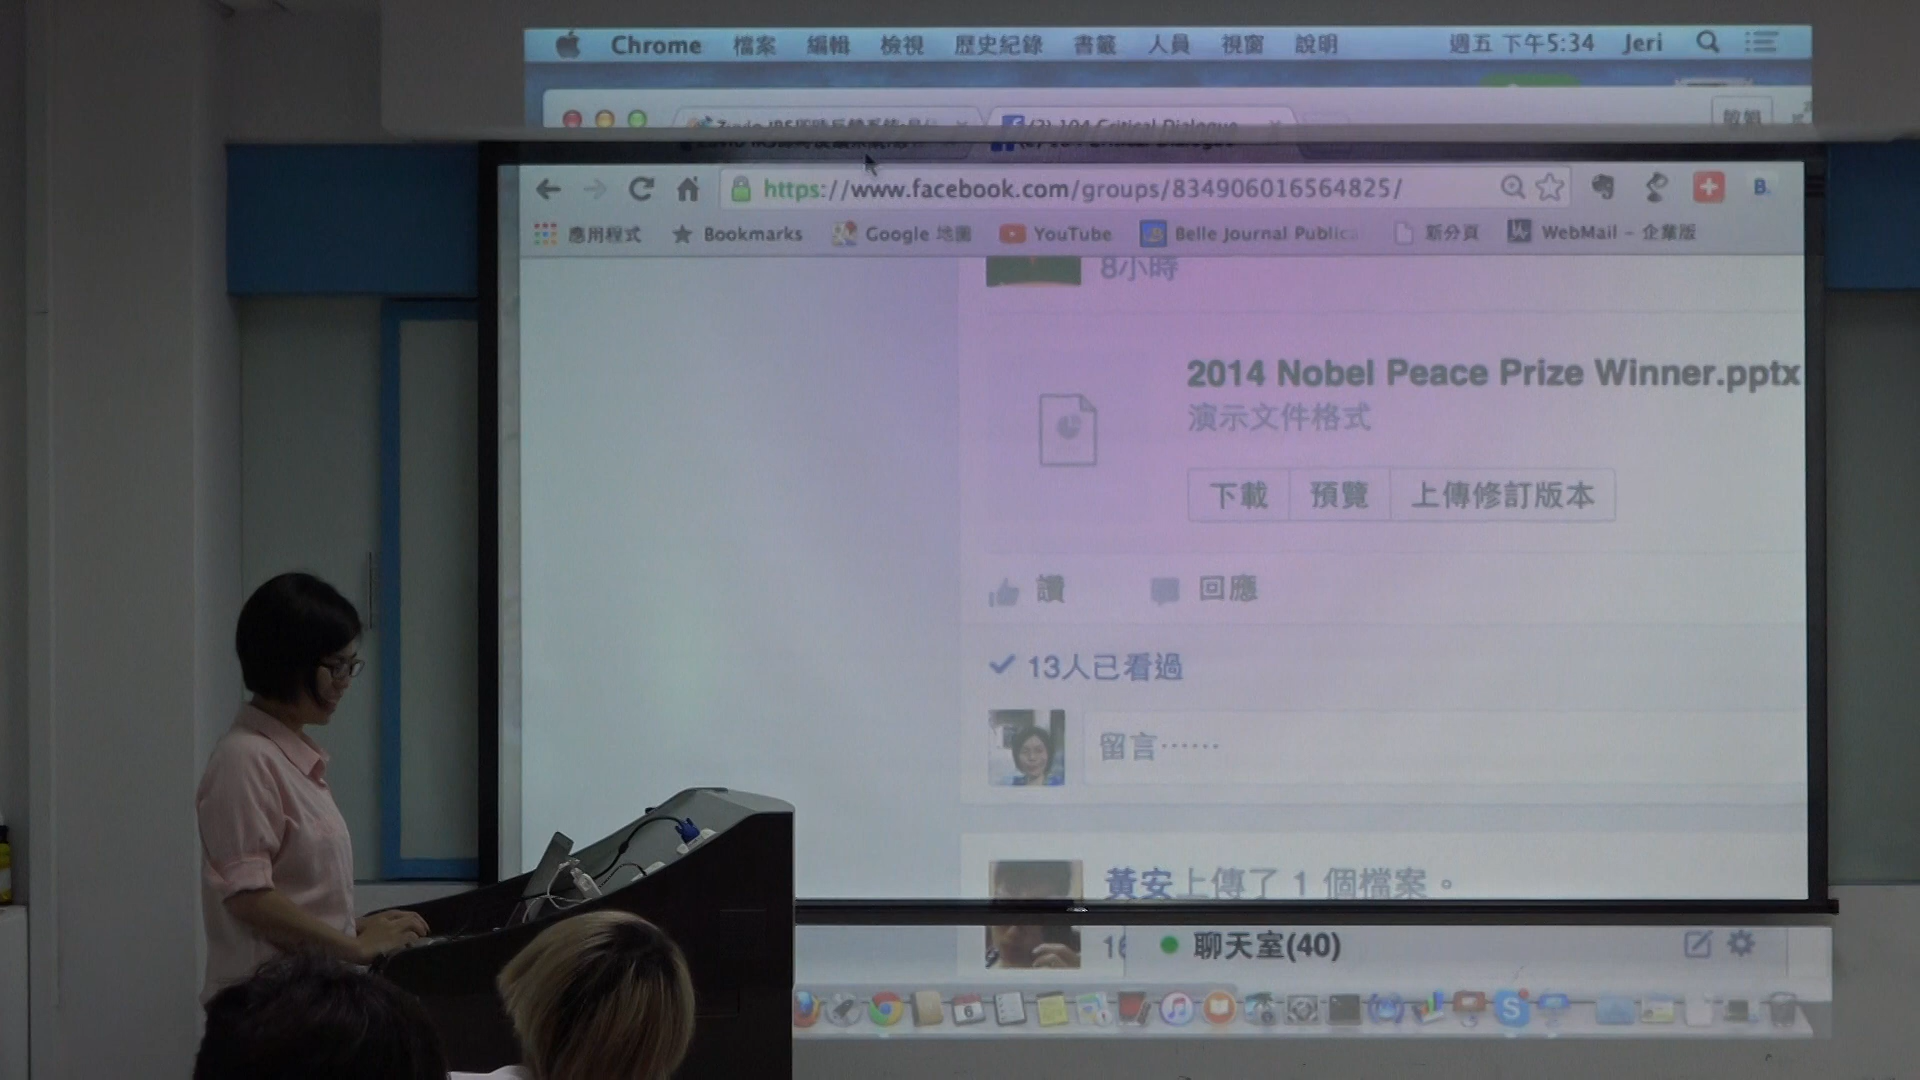 Chrome 檔案 編輯 檢視 歷史紀錄 書籤 人員 視窗 說明 週五 下午5:34 Jeri
(2) 104 Critical Dialogue
https://www.facebook.com/groups/834906016564825/
應用程式 Bookmarks Google 地圖 YouTube Belle Journal Publica 新分頁 WebMail - 企業版
8小時
2014 Nobel Peace Prize Winner.pptx
演示文件格式
下載 預覽 上傳修訂版本
讚 回應
13人已看過
留言……
黃安上傳了 1 個檔案。
聊天室(40)